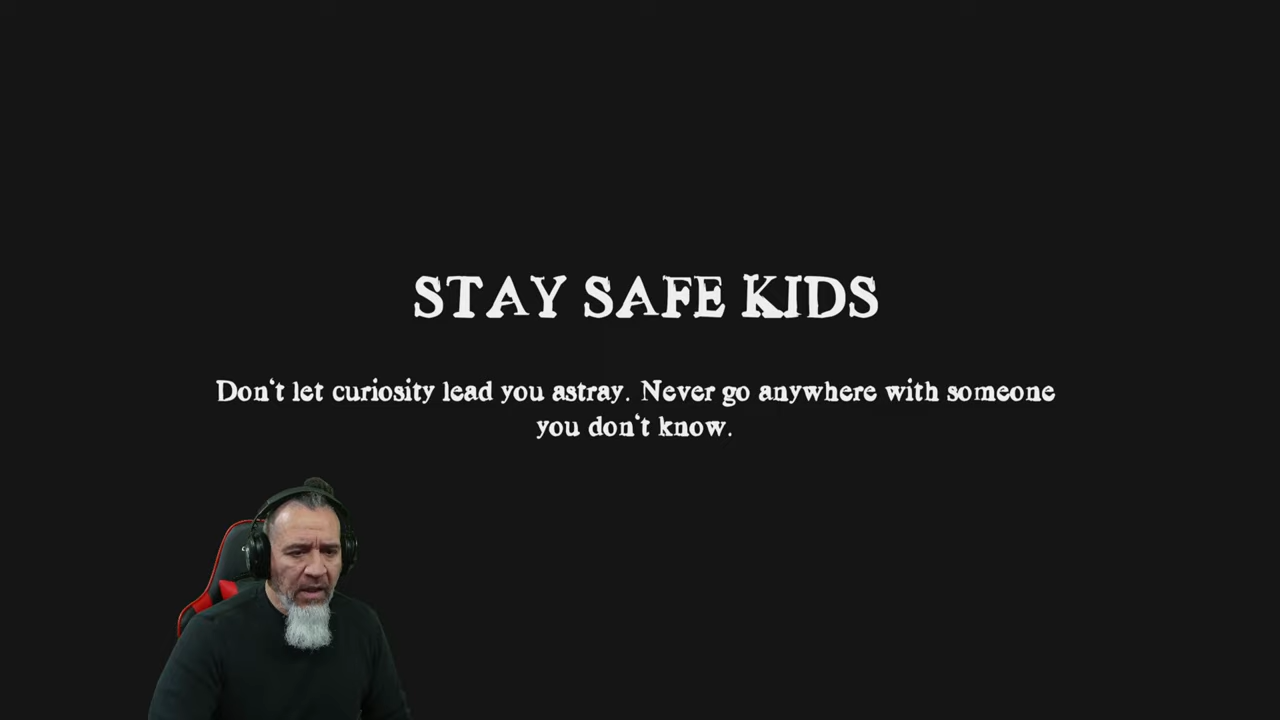 STAY SAFE KIDS
Don't let curiosity lead you astray. Never go anywhere with someone
you don't know.